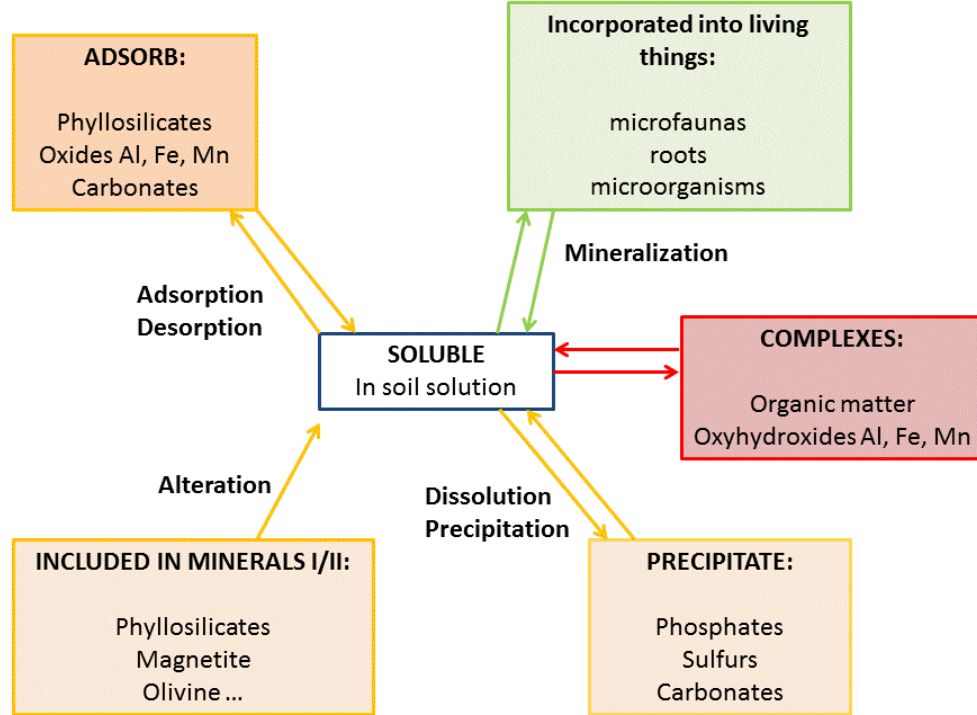 ADSORB:
Phyllosilicates
Oxides Al, Fe, Mn
Carbonates
Incorporated into living
things:
microfaunas
roots
microorganisms
Mineralization
Adsorption
Desorption
SOLUBLE
In soil solution
COMPLEXES:
Organic matter
Oxyhydroxides Al, Fe, Mn
Alteration
Dissolution
Precipitation
INCLUDED IN MINERALS I/II:
Phyllosilicates
Magnetite
Olivine ...
PRECIPITATE:
Phosphates
Sulfurs
Carbonates